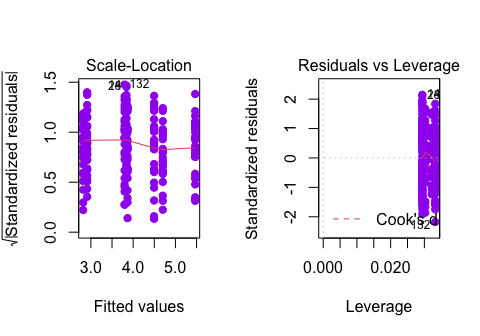 Scale-Location
√|Standardized residuals|
0.0 0.5 1.0 1.5
132
3.0 4.0 5.0
Fitted values
Residuals vs Leverage
Standardized residuals
-2 -1 0 1 2
Cook's d
132
0.000 0.020
Leverage